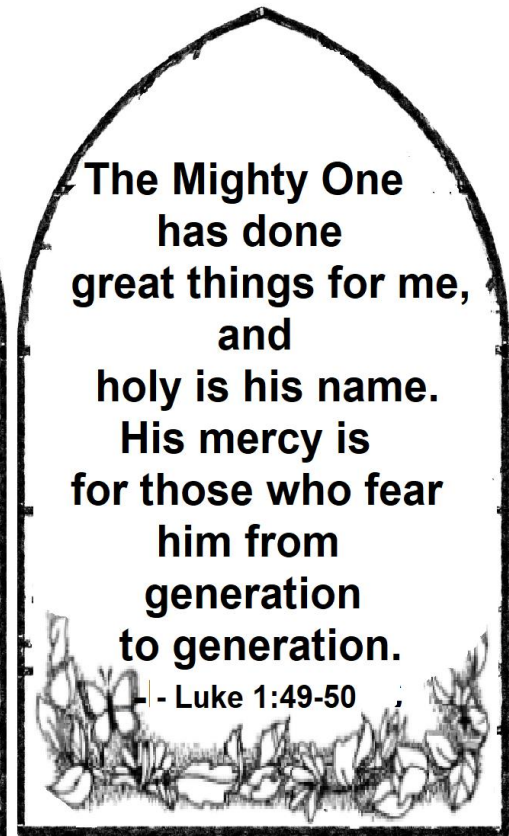 The Mighty One
has done
great things for me,
and
holy is his name.
His mercy is
for those who fear
him from
generation
to generation.
- Luke 1:49-50